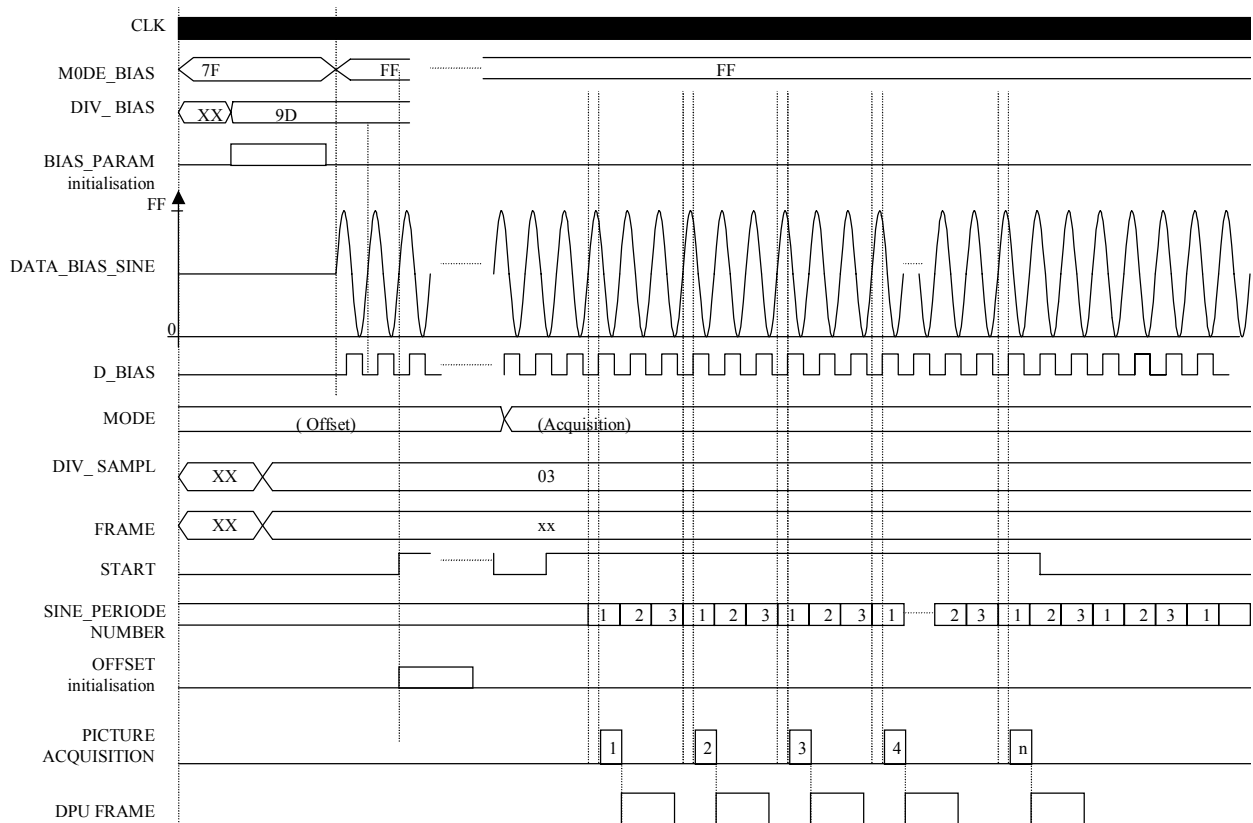 CLK
M0DE_BIAS 7F FF FF
DIV_ BIAS XX 9D
BIAS_PARAM
initialisation
FF
DATA_BIAS_SINE
0
D_BIAS
MODE ( Offset) (Acquisition)
DIV_ SAMPL XX 03
FRAME XX xx
START
SINE_PERIODE
NUMBER
1 2 3 1 2 3 1 2 3 1 2 3 1 2 3 1 2 3 1
OFFSET
initialisation
PICTURE
ACQUISITION
1 2 3 4 n
DPU FRAME